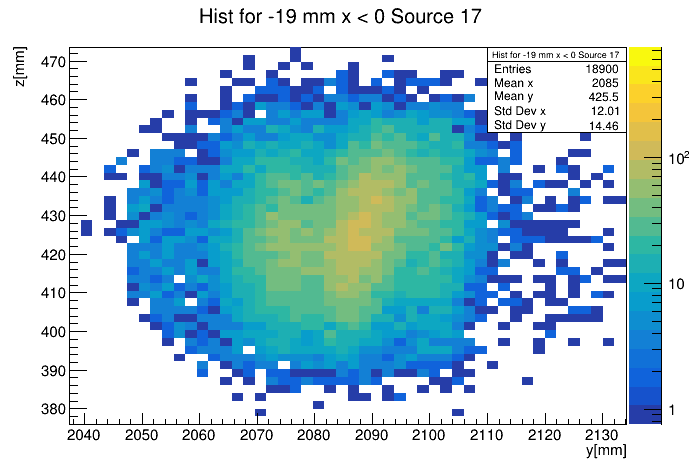 Hist for -19 mm x < 0 Source 17
z[mm]
Hist for -19 mm x < 0 Source 17
Entries 18900
Mean x 2085
Mean y 425.5
Std Dev x 12.01
Std Dev y 14.46
470
460
450
440
430
420
410
400
390
380
10²
10
1
2040 2050 2060 2070 2080 2090 2100 2110 2120 2130
y[mm]